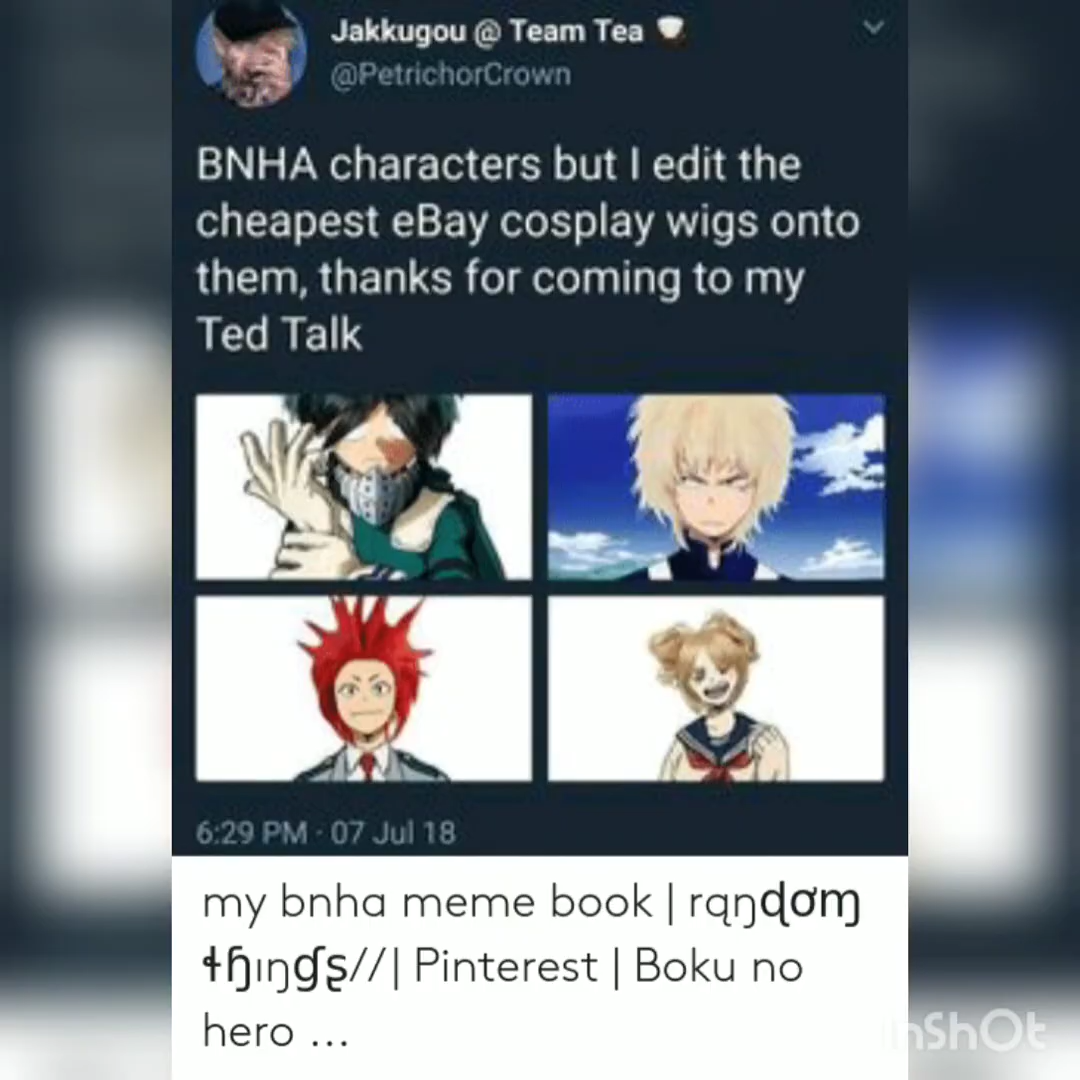 Jakkugou @ Team Tea
@PetrichorCrown
BNHA characters but I edit the
cheapest eBay cosplay wigs onto
them, thanks for coming to my
Ted Talk
6:29 PM · 07 Jul 18
my bnha meme book | rąŋɖơɱ
ɬɧıŋɠʂ//| Pinterest | Boku no
hero ...
InShOt